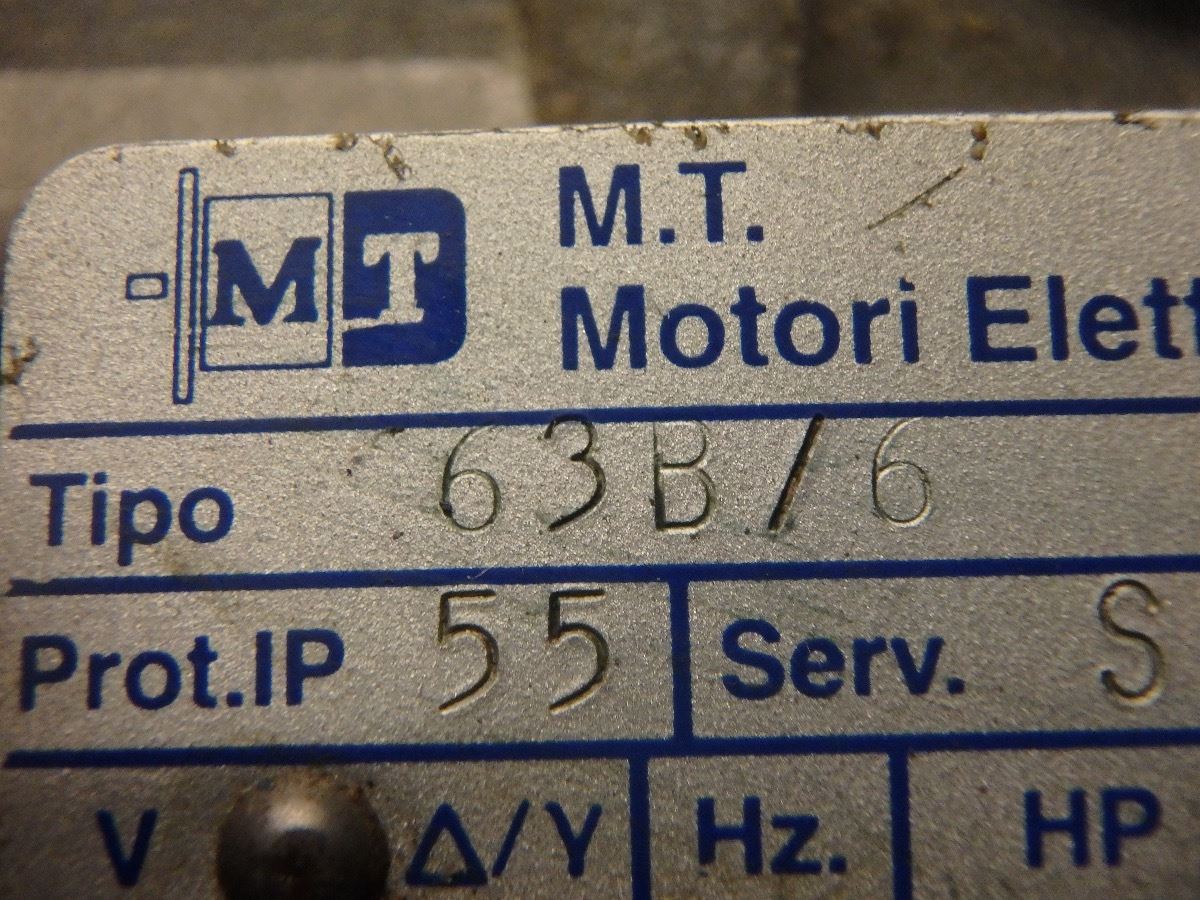 MT
M.T.
Motori Elett
Tipo 63B/6
Prot.IP 55 Serv. S
V Δ/Y Hz. HP